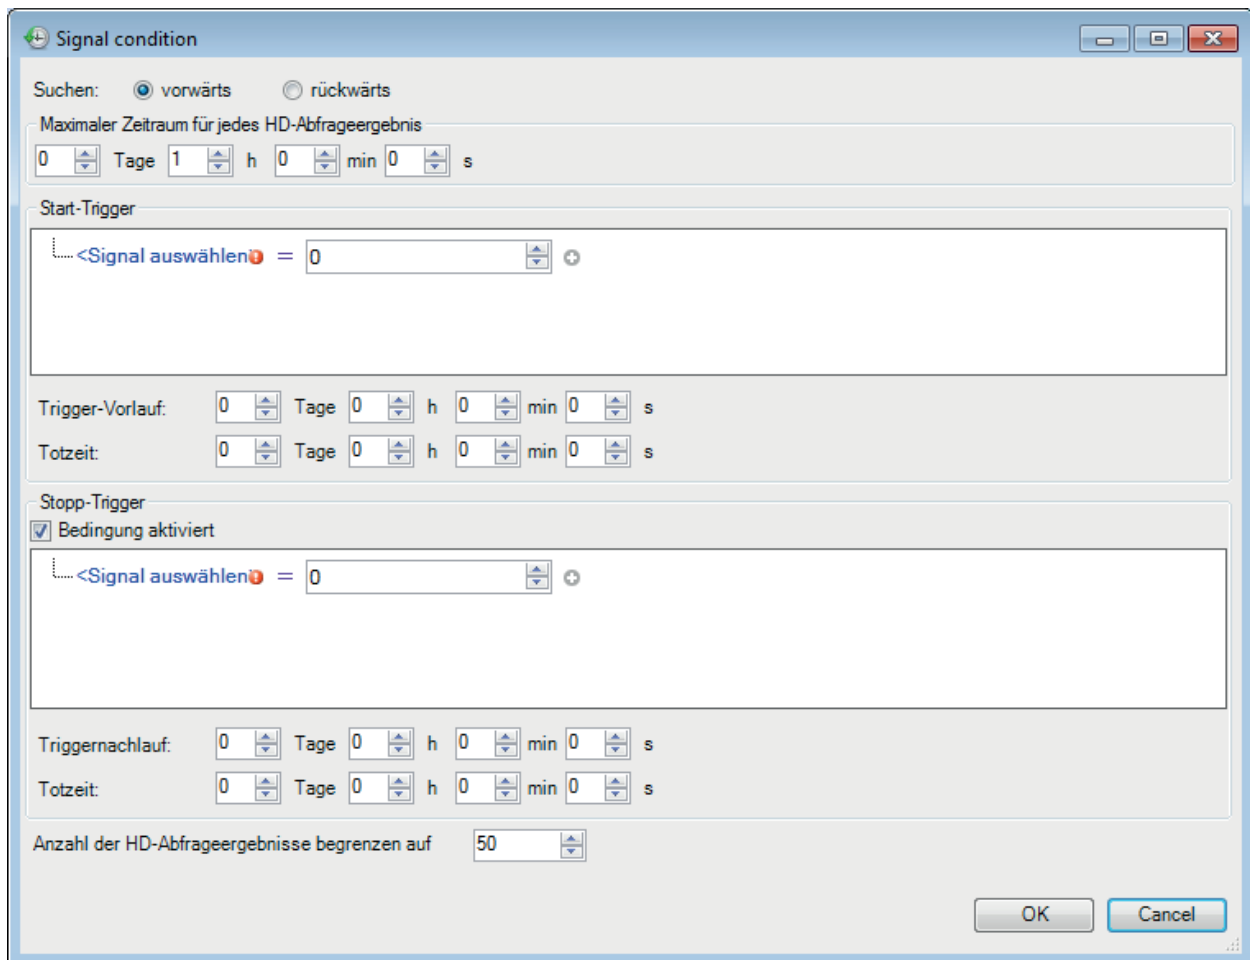 Signal condition
Suchen: vorwärts rückwärts
Maximaler Zeitraum für jedes HD-Abfrageergebnis
0 Tage 1 h 0 min 0 s
Start-Trigger
<Signal auswählen = 0
Trigger-Vorlauf: 0 Tage 0 h 0 min 0 s
Totzeit: 0 Tage 0 h 0 min 0 s
Stopp-Trigger
Bedingung aktiviert
<Signal auswählen = 0
Triggernachlauf: 0 Tage 0 h 0 min 0 s
Totzeit: 0 Tage 0 h 0 min 0 s
Anzahl der HD-Abfrageergebnisse begrenzen auf 50
OK Cancel